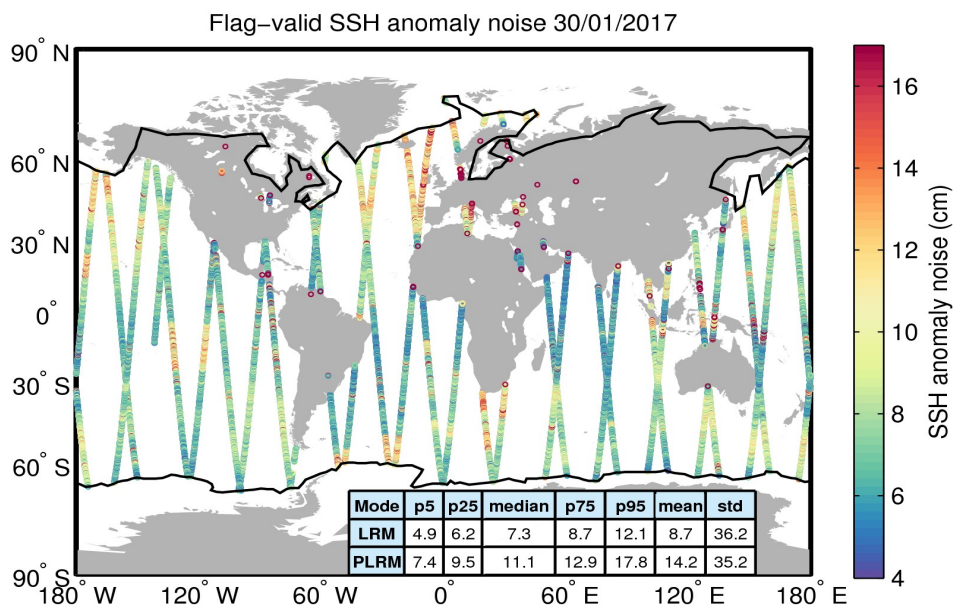 Flag−valid SSH anomaly noise 30/01/2017
90° N
60° N
30° N
0°
30° S
60° S
90° S
180° W
120° W
60° W
0°
60° E
120° E
180° E
Mode p5 p25 median p75 p95 mean std
LRM 4.9 6.2 7.3 8.7 12.1 8.7 36.2
PLRM 7.4 9.5 11.1 12.9 17.8 14.2 35.2
16
14
12
10
8
6
4
SSH anomaly noise (cm)